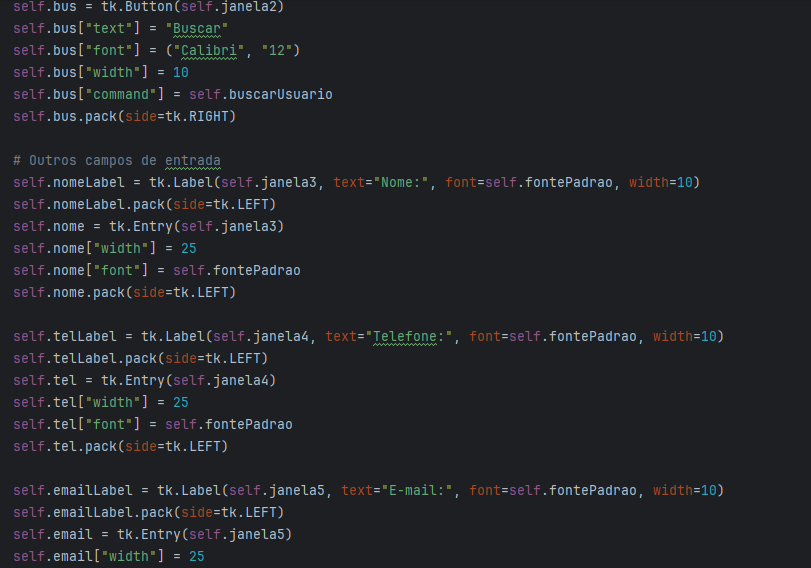 self.bus = tk.Button(self.janela2)
self.bus["text"] = "Buscar"
self.bus["font"] = ("Calibri", "12")
self.bus["width"] = 10
self.bus["command"] = self.buscarUsuario
self.bus.pack(side=tk.RIGHT)
# Outros campos de entrada
self.nomeLabel = tk.Label(self.janela3, text="Nome:", font=self.fontePadrao, width=10)
self.nomeLabel.pack(side=tk.LEFT)
self.nome = tk.Entry(self.janela3)
self.nome["width"] = 25
self.nome["font"] = self.fontePadrao
self.nome.pack(side=tk.LEFT)
self.telLabel = tk.Label(self.janela4, text="Telefone:", font=self.fontePadrao, width=10)
self.telLabel.pack(side=tk.LEFT)
self.tel = tk.Entry(self.janela4)
self.tel["width"] = 25
self.tel["font"] = self.fontePadrao
self.tel.pack(side=tk.LEFT)
self.emailLabel = tk.Label(self.janela5, text="E-mail:", font=self.fontePadrao, width=10)
self.emailLabel.pack(side=tk.LEFT)
self.email = tk.Entry(self.janela5)
self.email["width"] = 25